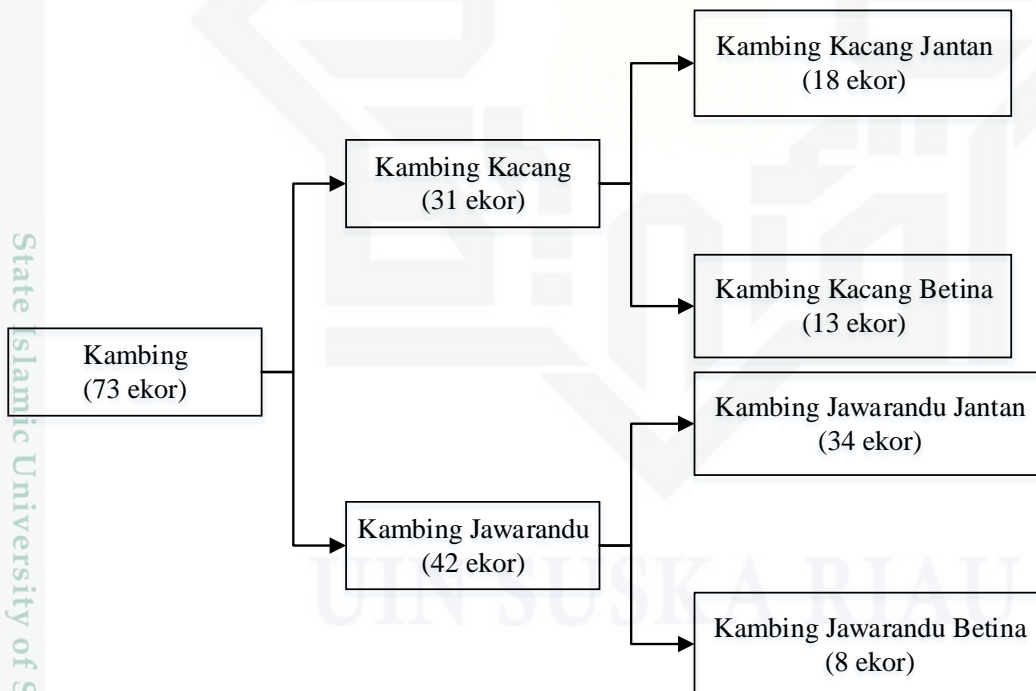 Kambing Kacang Jantan
(18 ekor)
Kambing Kacang
(31 ekor)
Kambing Kacang Betina
(13 ekor)
Kambing
(73 ekor)
Kambing Jawarandu Jantan
(34 ekor)
Kambing Jawarandu
(42 ekor)
Kambing Jawarandu Betina
(8 ekor)
State Islamic University of S
UIN SUSKA RIAU